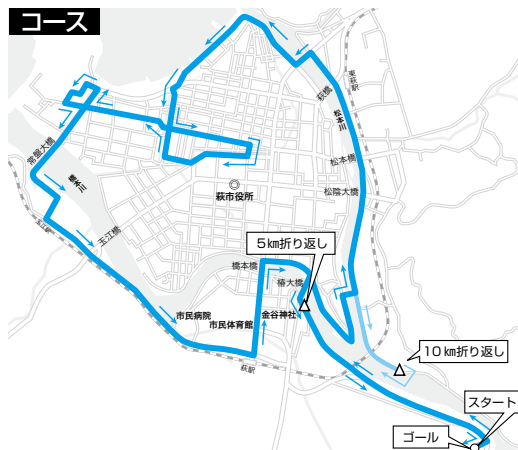 コース
東萩駅
萩橋
松本川
松本橋
常盤大橋
橋本川
松陰大橋
萩市役所
玉江駅
玉江橋
5㎞折り返し
橋本橋
椿大橋
市民病院
金谷神社
市民体育館
萩駅
10㎞折り返し
スタート
ゴール